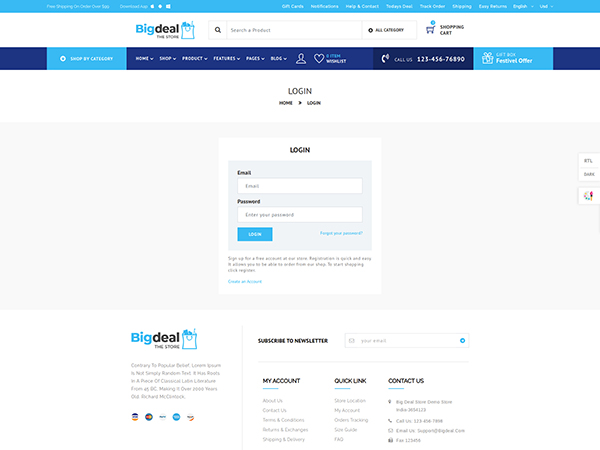 Free Shipping On Order Over $99
Download App
Gift Cards
Notifications
Help & Contact
Todays Deal
Track Order
Shipping
Easy Returns
English
Usd
Bigdeal
THE STORE
Search a Product
ALL CATEGORY
0
SHOPPING
CART
SHOP BY CATEGORY
HOME
SHOP
PRODUCT
FEATURES
PAGES
BLOG
0 ITEM
WISHLIST
CALL US
123-456-76890
GIFT BOX
Festivel Offer
LOGIN
HOME » LOGIN
RTL
DARK
LOGIN
Email
Email
Password
Enter your password
LOGIN
Forgot your password?
Sign up for a free account at our store. Registration is quick and easy.
It allows you to be able to order from our shop. To start shopping
click register.
Create an Account
Bigdeal
THE STORE
Contrary To Popular Belief, Lorem Ipsum
Is Not Simply Random Text. It Has Roots
In A Piece Of Classical Latin Literature
From 45 BC, Making It Over 2000 Years
Old. Richard McClintock,
SUBSCRIBE TO NEWSLETTER
your email
MY ACCOUNT
About Us
Contact Us
Terms & Conditions
Returns & Exchanges
Shipping & Delivery
QUICK LINK
Store Location
My Account
Orders Tracking
Size Guide
FAQ
CONTACT US
Big Deal Store Demo Store
India-3654123
Call Us: 123-456-7898
Email Us: Support@Bigdeal.Com
Fax 123456